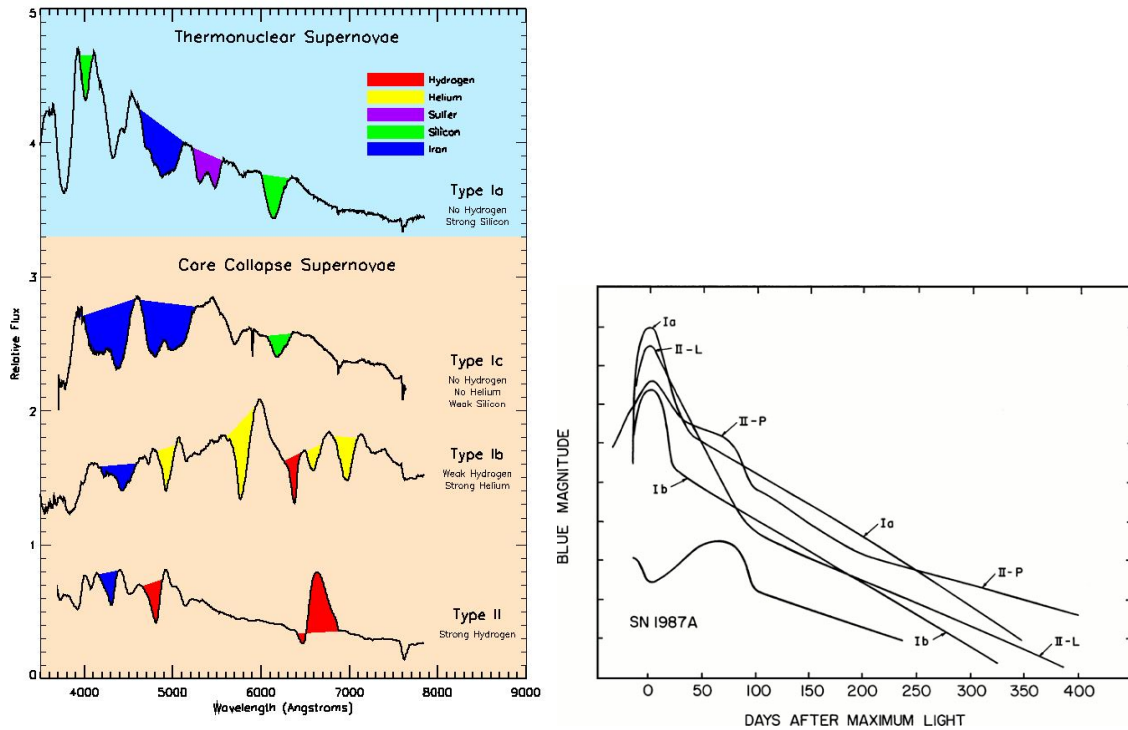 Thermonuclear Supernovae
Hydrogen
Helium
Sulfer
Silicon
Iron
Type Ia
No Hydrogen
Strong Silicon
Core Collapse Supernovae
Type Ic
No Hydrogen
No Helium
Weak Silicon
Type Ib
Weak Hydrogen
Strong Helium
Type II
Strong Hydrogen
5
4
3
2
1
0
Relative Flux
4000 5000 6000 7000 8000 9000
Wavelength (Angstroms)
Ia
II-L
II-P
Ib
Ia
II-P
SN 1987A
Ib
II-L
BLUE MAGNITUDE
0 50 100 150 200 250 300 350 400
DAYS AFTER MAXIMUM LIGHT